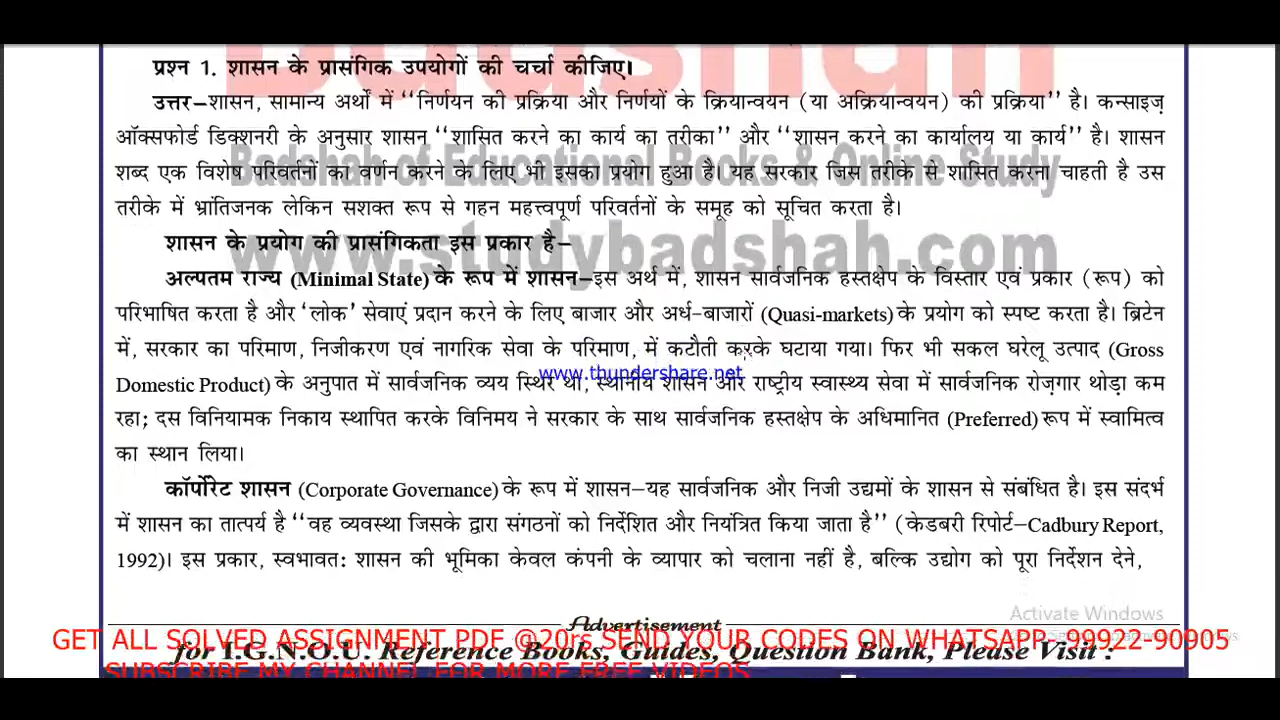 Badshah
प्रश्न 1. शासन के प्रासंगिक उपयोगों की चर्चा कीजिए।
उत्तर–शासन, सामान्य अर्थों में ‘‘निर्णयन की प्रक्रिया और निर्णयों के क्रियान्वयन (या अक्रियान्वयन) की प्रक्रिया’’ है। कन्साइज़
ऑक्सफोर्ड डिक्शनरी के अनुसार शासन ‘‘शासित करने का कार्य का तरीका’’ और ‘‘शासन करने का कार्यालय या कार्य’’ है। शासन
Badshah of Educational Books & Online Study
शब्द एक विशेष परिवर्तनों का वर्णन करने के लिए भी इसका प्रयोग हुआ है। यह सरकार जिस तरीके से शासित करना चाहती है उस
तरीके में भ्रांतिजनक लेकिन सशक्त रूप से गहन महत्त्वपूर्ण परिवर्तनों के समूह को सूचित करता है।
www.studybadshah.com
शासन के प्रयोग की प्रासंगिकता इस प्रकार है–
अल्पतम राज्य (Minimal State) के रूप में शासन–इस अर्थ में, शासन सार्वजनिक हस्तक्षेप के विस्तार एवं प्रकार (रूप) को
परिभाषित करता है और ‘लोक’ सेवाएं प्रदान करने के लिए बाजार और अर्ध-बाजारों (Quasi-markets) के प्रयोग को स्पष्ट करता है। ब्रिटेन
में, सरकार का परिमाण, निजीकरण एवं नागरिक सेवा के परिमाण, में कटौती करके घटाया गया। फिर भी सकल घरेलू उत्पाद (Gross
www.thundershare.net
Domestic Product) के अनुपात में सार्वजनिक व्यय स्थिर था, स्थानीय शासन और राष्ट्रीय स्वास्थ्य सेवा में सार्वजनिक रोज़गार थोड़ा कम
रहा; दस विनियामक निकाय स्थापित करके विनिमय ने सरकार के साथ सार्वजनिक हस्तक्षेप के अधिमानित (Preferred) रूप में स्वामित्व
का स्थान लिया।
कॉर्पोरेट शासन (Corporate Governance) के रूप में शासन–यह सार्वजनिक और निजी उद्यमों के शासन से संबंधित है। इस संदर्भ
में शासन का तात्पर्य है ‘‘वह व्यवस्था जिसके द्वारा संगठनों को निर्देशित और नियंत्रित किया जाता है’’ (केडबरी रिपोर्ट–Cadbury Report,
1992)। इस प्रकार, स्वभावत: शासन की भूमिका केवल कंपनी के व्यापार को चलाना नहीं है, बल्कि उद्योग को पूरा निर्देशन देने,
Activate Windows
Advertisement
GET ALL SOLVED ASSIGNMENT PDF @20rs SEND YOUR CODES ON WHATSAPP-99922-90905
for I.G.N.O.U. Reference Books, Guides, Question Bank, Please Visit :
SUBSCRIBE MY CHANNEL FOR MORE FREE VIDEOS